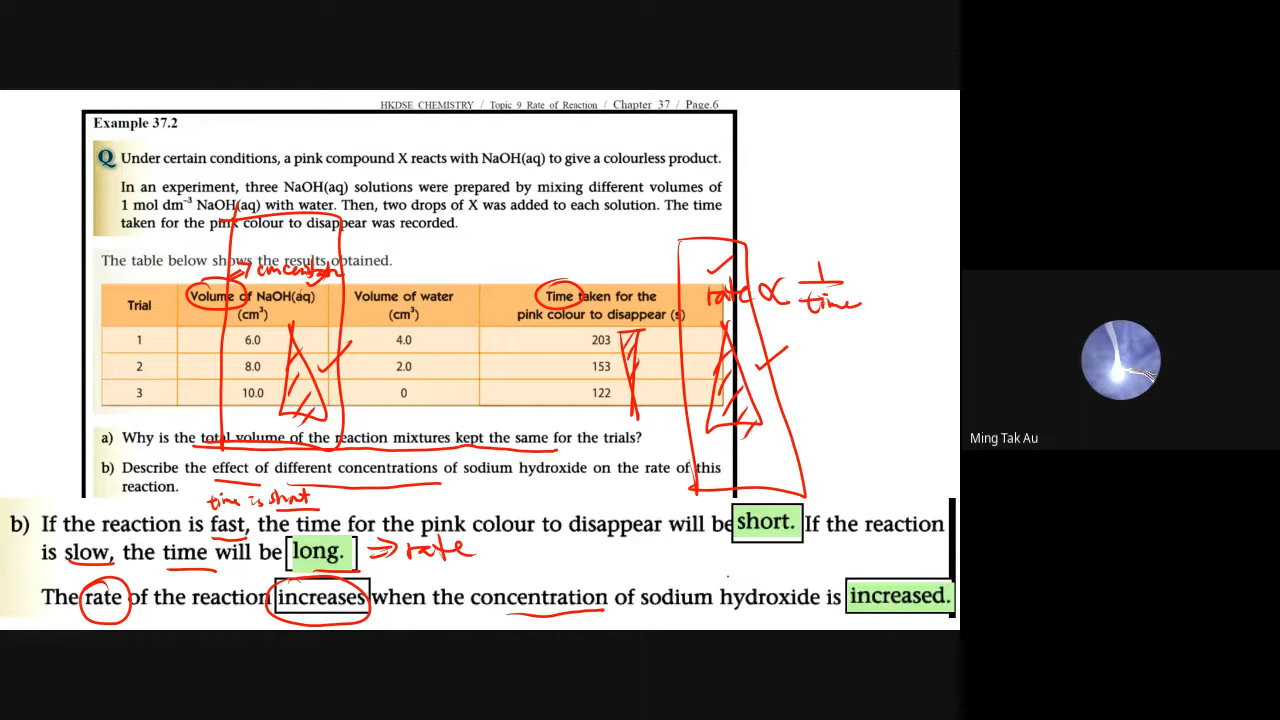 HKDSE CHEMISTRY / Topic 9 Rate of Reaction / Chapter 37 / Page.6
Example 37.2
Q Under certain conditions, a pink compound X reacts with NaOH(aq) to give a colourless product.
In an experiment, three NaOH(aq) solutions were prepared by mixing different volumes of
1 mol dm⁻³ NaOH(aq) with water. Then, two drops of X was added to each solution. The time
taken for the pink colour to disappear was recorded.
The table below shows the results obtained.
⇒ concentration
rate ∝ 1/time
Trial Volume of NaOH(aq) (cm³) Volume of water (cm³) Time taken for the pink colour to disappear (s)
1 6.0 4.0 203
2 8.0 2.0 153
3 10.0 0 122
a) Why is the total volume of the reaction mixtures kept the same for the trials?
b) Describe the effect of different concentrations of sodium hydroxide on the rate of this
reaction.
time is short
b) If the reaction is fast, the time for the pink colour to disappear will be short. If the reaction
is slow, the time will be long. ⇒ rate
The rate of the reaction increases when the concentration of sodium hydroxide is increased.
Ming Tak Au